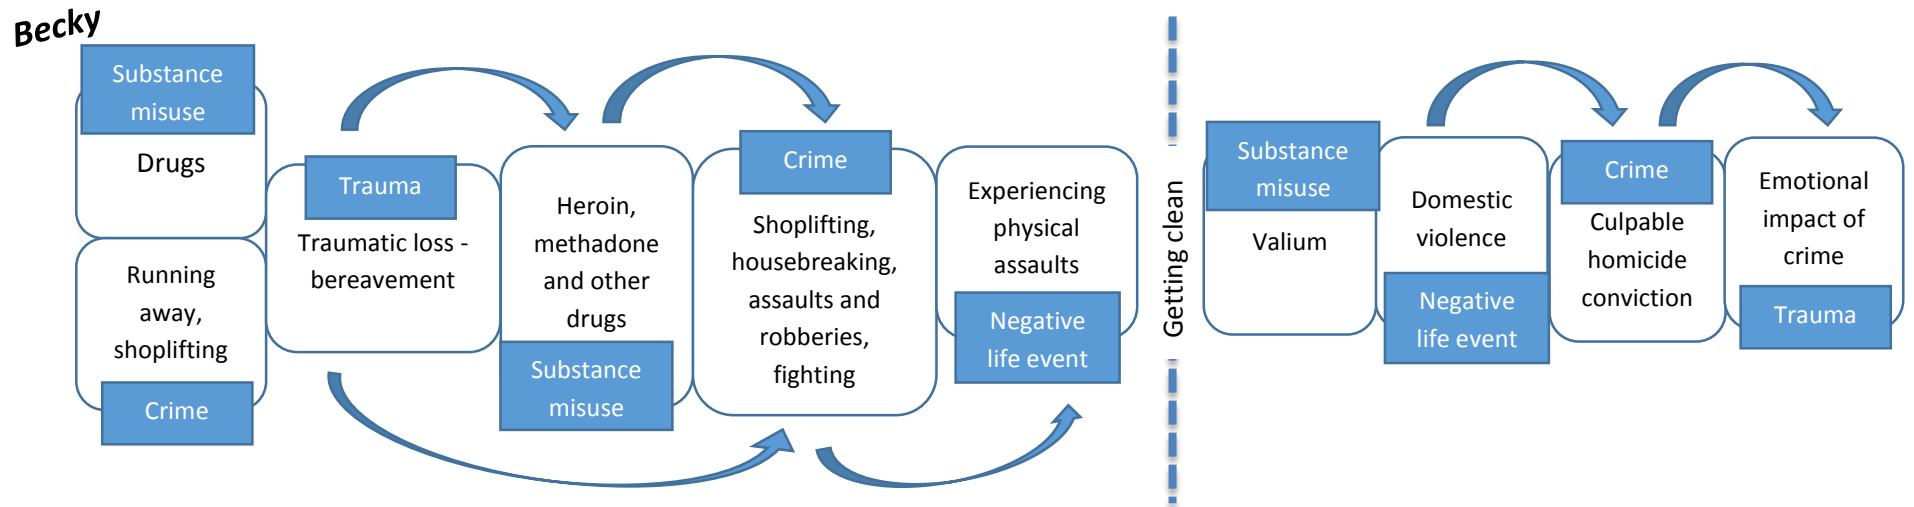 Becky
Substance
misuse
Drugs
Running
away,
shoplifting
Crime
Trauma
Traumatic loss -
bereavement
Heroin,
methadone
and other
drugs
Substance
misuse
Crime
Shoplifting,
housebreaking,
assaults and
robberies,
fighting
Experiencing
physical
assaults
Negative
life event
Getting clean
Substance
misuse
Valium
Domestic
violence
Negative
life event
Crime
Culpable
homicide
conviction
Emotional
impact of
crime
Trauma